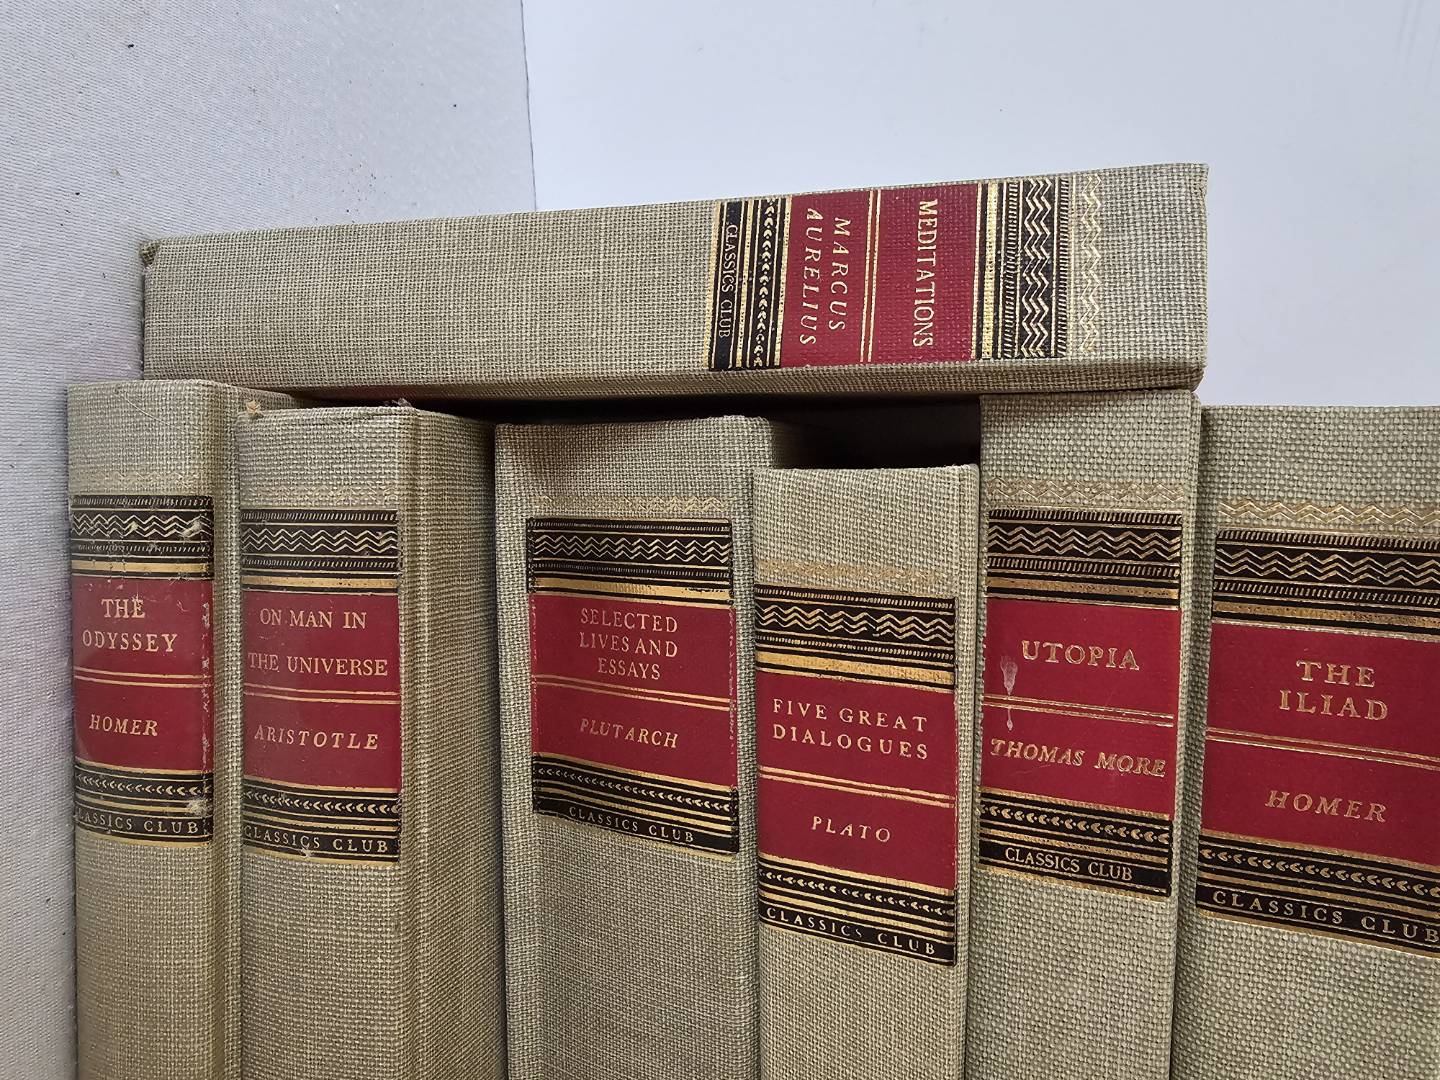 MEDITATIONS
MARCUS
AURELIUS
CLASSICS CLUB
THE
ODYSSEY
HOMER
CLASSICS CLUB
ON MAN IN
THE UNIVERSE
ARISTOTLE
CLASSICS CLUB
SELECTED
LIVES AND
ESSAYS
PLUTARCH
CLASSICS CLUB
FIVE GREAT
DIALOGUES
PLATO
CLASSICS CLUB
UTOPIA
THOMAS MORE
CLASSICS CLUB
THE
ILIAD
HOMER
CLASSICS CLUB